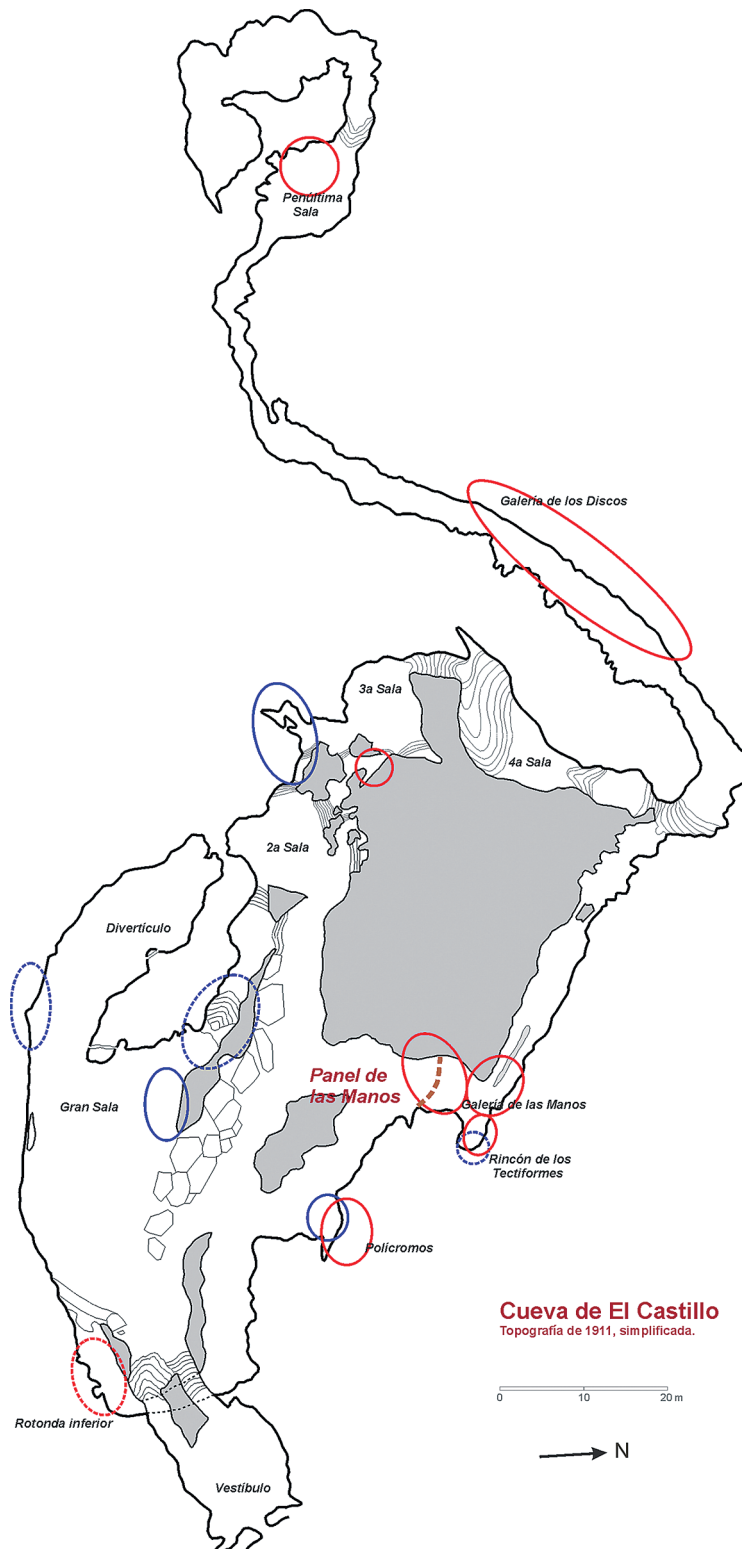 Penúltima
Sala
Galería de los Discos
3a Sala
4a Sala
2a Sala
Divertículo
Panel de
las Manos
Gran Sala
Galería de las Manos
Rincón de los
Tectiformes
Polícromos
Cueva de El Castillo
Topografía de 1911, simplificada.
0 10 20 m
Rotonda inferior
N
Vestíbulo